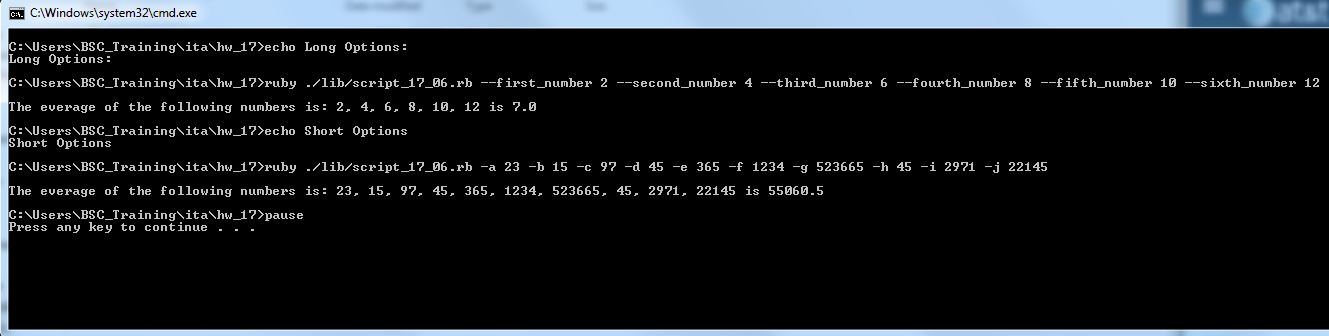 Date modified Type Size
C:\Windows\system32\cmd.exe
C:\Users\BSC_Training\ita\hw_17>echo Long Options:
Long Options:
C:\Users\BSC_Training\ita\hw_17>ruby ./lib/script_17_06.rb --first_number 2 --second_number 4 --third_number 6 --fourth_number 8 --fifth_number 10 --sixth_number 12
The everage of the following numbers is: 2, 4, 6, 8, 10, 12 is 7.0
C:\Users\BSC_Training\ita\hw_17>echo Short Options
Short Options
C:\Users\BSC_Training\ita\hw_17>ruby ./lib/script_17_06.rb -a 23 -b 15 -c 97 -d 45 -e 365 -f 1234 -g 523665 -h 45 -i 2971 -j 22145
The everage of the following numbers is: 23, 15, 97, 45, 365, 1234, 523665, 45, 2971, 22145 is 55060.5
C:\Users\BSC_Training\ita\hw_17>pause
Press any key to continue . . .